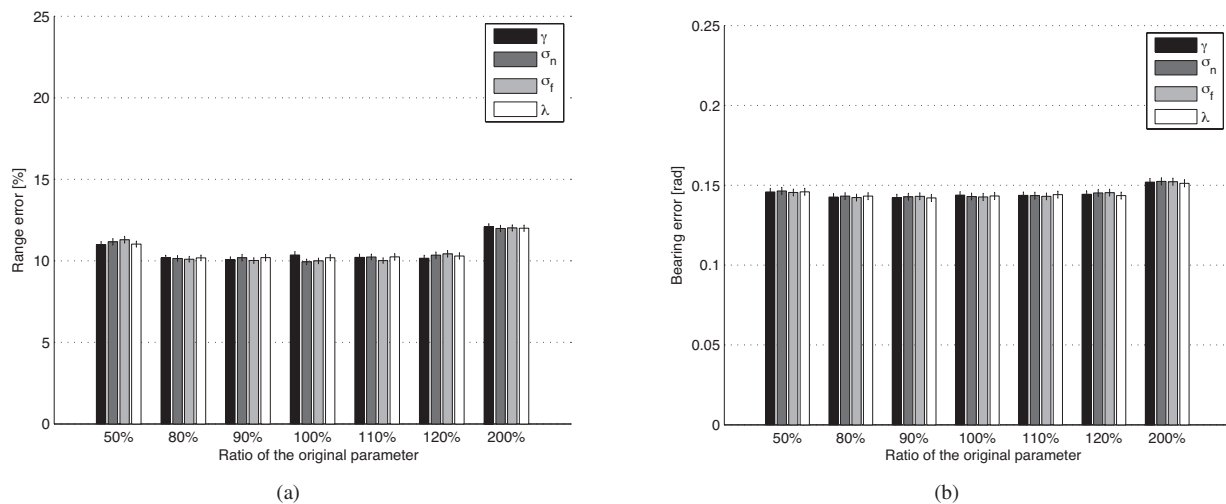 25
20
15
10
5
0
Range error [%]
γ
σn
σf
λ
50% 80% 90% 100% 110% 120% 200%
Ratio of the original parameter
(a)
0.25
0.2
0.15
0.1
0.05
0
Bearing error [rad]
γ
σn
σf
λ
50% 80% 90% 100% 110% 120% 200%
Ratio of the original parameter
(b)